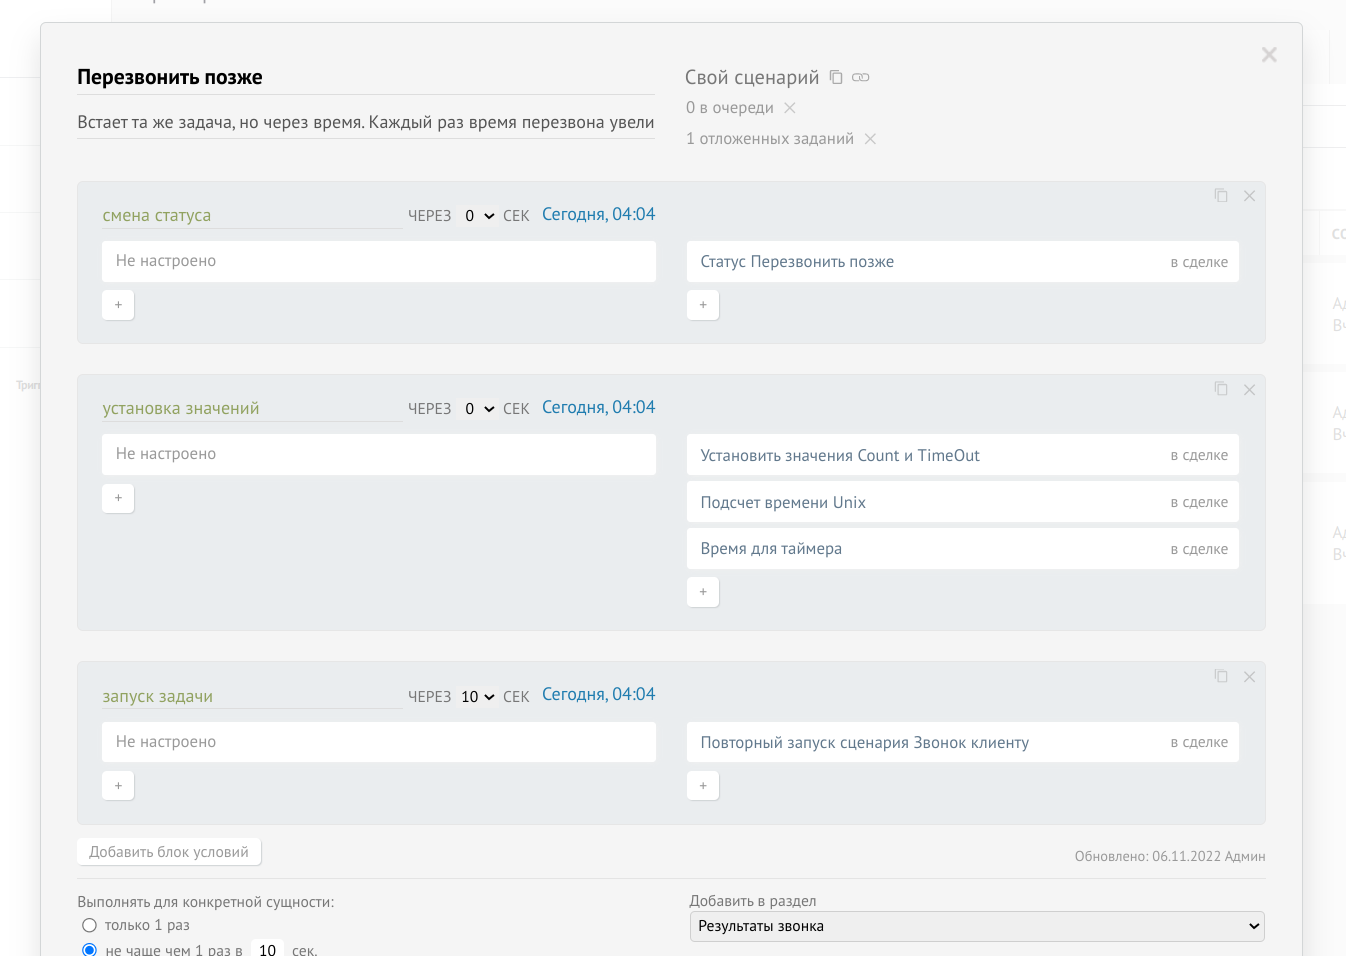 Перезвонить позже
Свой сценарий
Встает та же задача, но через время. Каждый раз время перезвона увели
0 в очереди
1 отложенных заданий
смена статуса ЧЕРЕЗ 0 СЕК Сегодня, 04:04
Не настроено
Статус Перезвонить позже в сделке
+ +
установка значений ЧЕРЕЗ 0 СЕК Сегодня, 04:04
Не настроено
Установить значения Count и TimeOut в сделке
+
Подсчет времени Unix в сделке
Время для таймера в сделке
+
запуск задачи ЧЕРЕЗ 10 СЕК Сегодня, 04:04
Не настроено
Повторный запуск сценария Звонок клиенту в сделке
+ +
Добавить блок условий
Обновлено: 06.11.2022 Админ
Выполнять для конкретной сущности:
только 1 раз
не чаще чем 1 раз в 10 сек.
Добавить в раздел
Результаты звонка